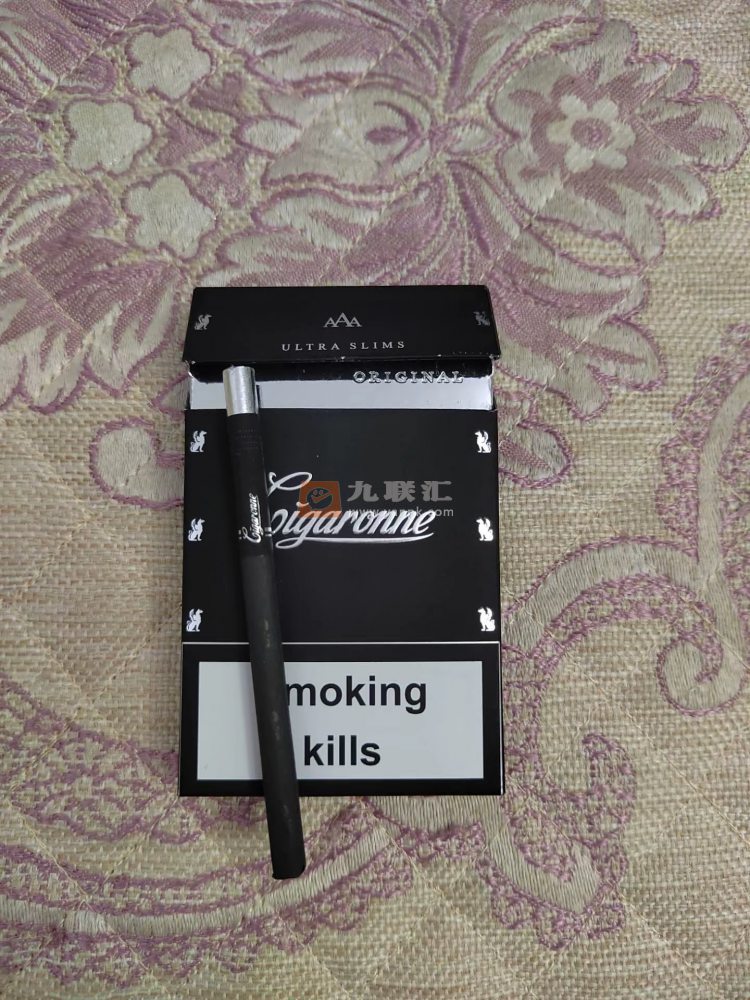 AAA
ULTRA SLIMS
ORIGINAL
九联汇
Cigaronne
Cigaronne
moking
kills